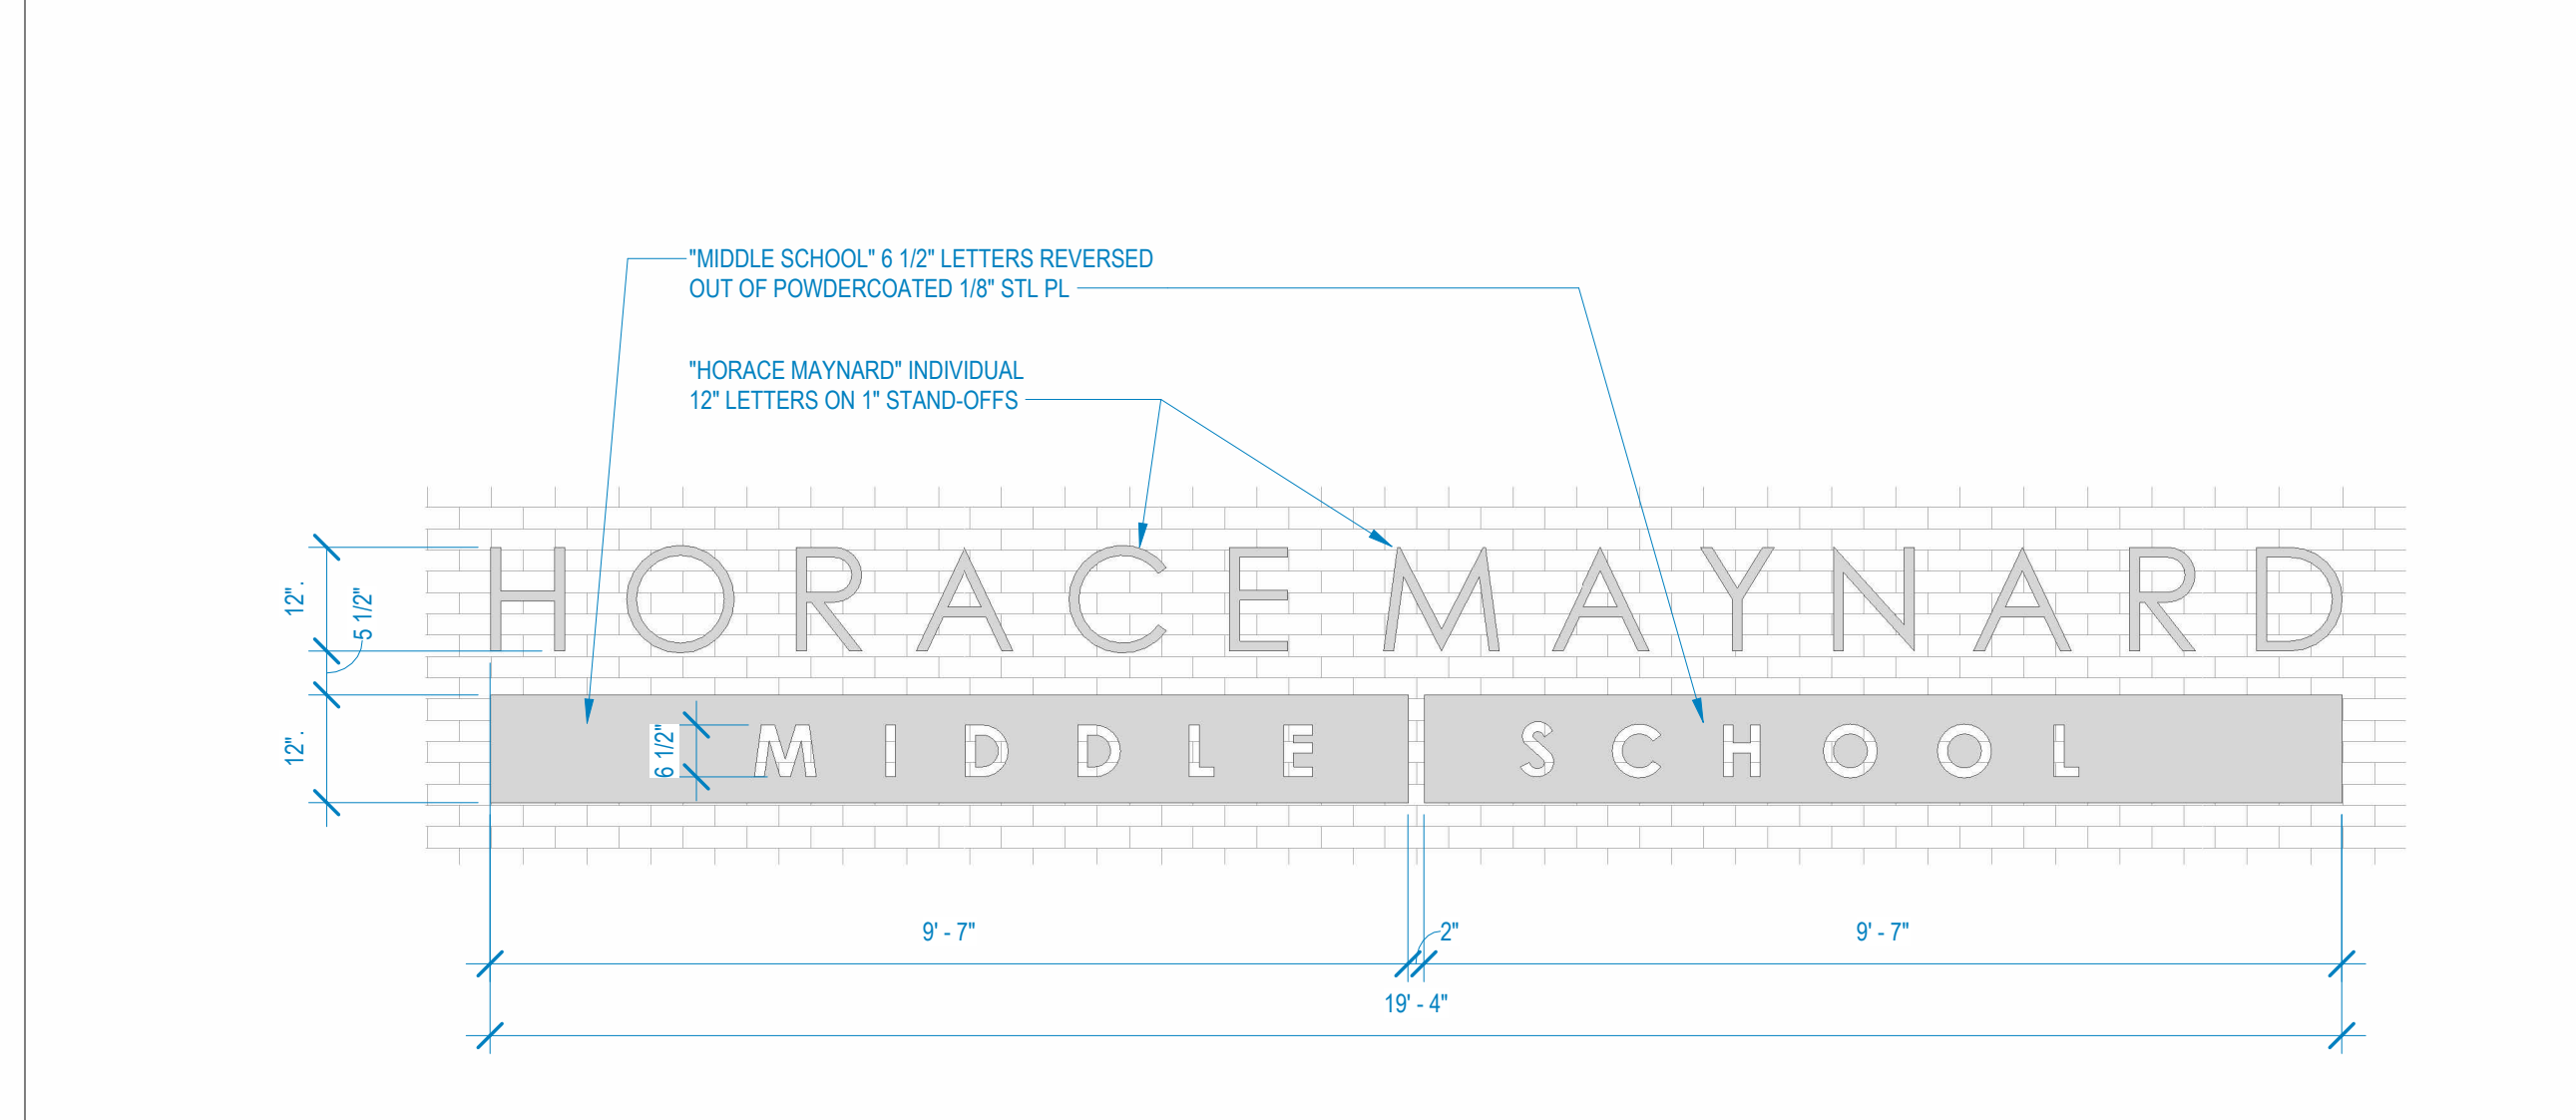 "MIDDLE SCHOOL" 6 1/2" LETTERS REVERSED
OUT OF POWDERCOATED 1/8" STL PL
"HORACE MAYNARD" INDIVIDUAL
12" LETTERS ON 1" STAND-OFFS
HORACE MAYNARD
12".
5 1/2"
12".
6 1/2"
MIDDLE SCHOOL
9' - 7"
2"
9' - 7"
19' - 4"